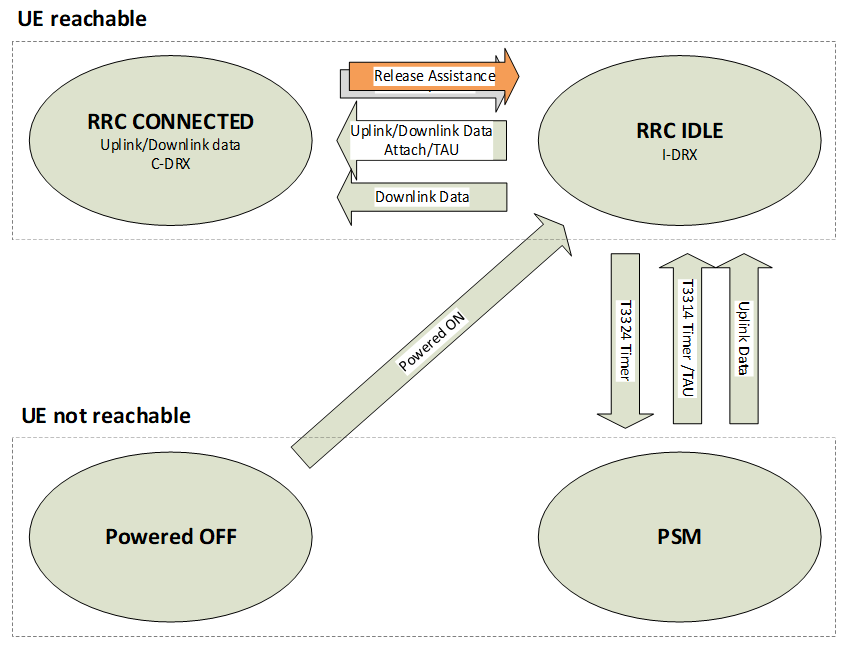 UE reachable
RRC CONNECTED
Uplink/Downlink data
C-DRX
Release Assistance
Uplink/Downlink Data
Attach/TAU
Downlink Data
RRC IDLE
I-DRX
Powered ON
T3324 Timer
T3314 Timer /TAU
Uplink Data
UE not reachable
Powered OFF
PSM